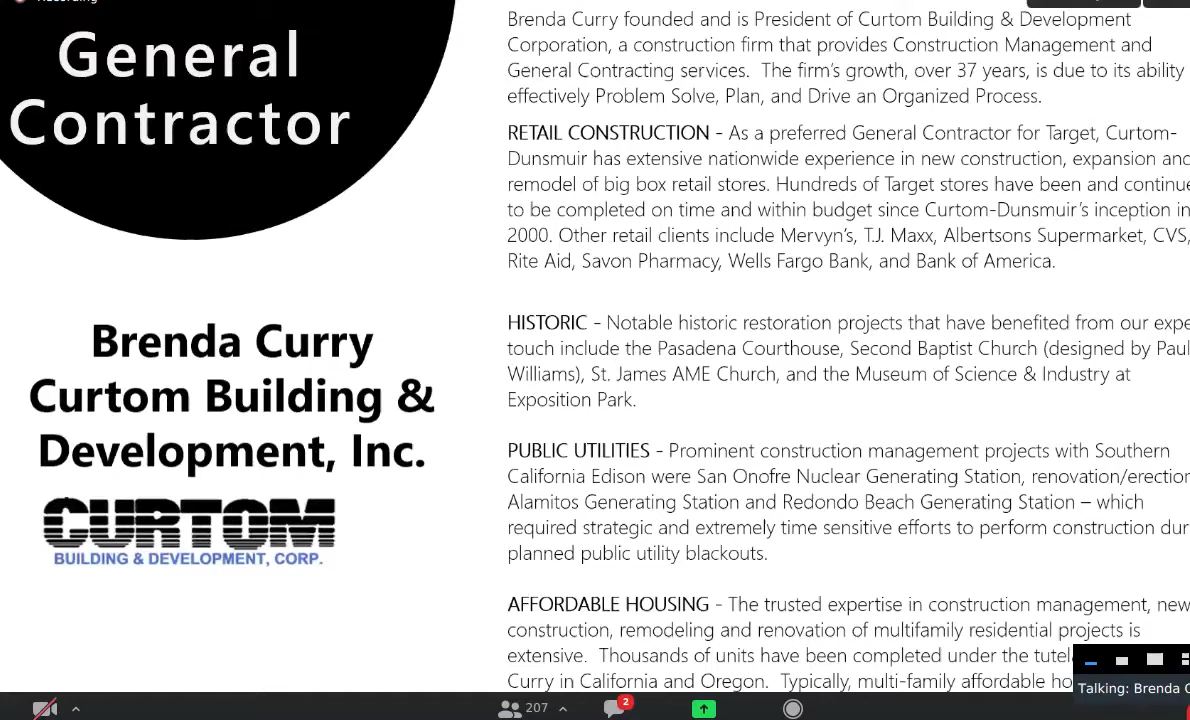 Recording
General
Contractor
Brenda Curry
Curtom Building &
Development, Inc.
CURTOM
BUILDING & DEVELOPMENT, CORP.
Brenda Curry founded and is President of Curtom Building & Development
Corporation, a construction firm that provides Construction Management and
General Contracting services.  The firm's growth, over 37 years, is due to its ability
effectively Problem Solve, Plan, and Drive an Organized Process.
RETAIL CONSTRUCTION - As a preferred General Contractor for Target, Curtom-
Dunsmuir has extensive nationwide experience in new construction, expansion and
remodel of big box retail stores. Hundreds of Target stores have been and continue
to be completed on time and within budget since Curtom-Dunsmuir's inception in
2000. Other retail clients include Mervyn's, T.J. Maxx, Albertsons Supermarket, CVS,
Rite Aid, Savon Pharmacy, Wells Fargo Bank, and Bank of America.
HISTORIC - Notable historic restoration projects that have benefited from our expe
touch include the Pasadena Courthouse, Second Baptist Church (designed by Paul
Williams), St. James AME Church, and the Museum of Science & Industry at
Exposition Park.
PUBLIC UTILITIES - Prominent construction management projects with Southern
California Edison were San Onofre Nuclear Generating Station, renovation/erection
Alamitos Generating Station and Redondo Beach Generating Station – which
required strategic and extremely time sensitive efforts to perform construction dur
planned public utility blackouts.
AFFORDABLE HOUSING - The trusted expertise in construction management, new
construction, remodeling and renovation of multifamily residential projects is
extensive.  Thousands of units have been completed under the tutel
Curry in California and Oregon.  Typically, multi-family affordable ho
Talking: Brenda C
207
2